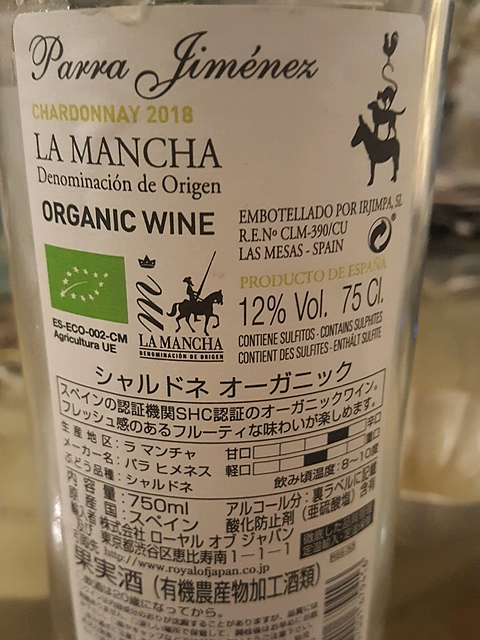 Parra Jiménez
CHARDONNAY 2018
LA MANCHA
Denominación de Origen
ORGANIC WINE
EMBOTELLADO POR IRJIMPA, SL
R.E.Nº CLM-390/CU
LAS MESAS - SPAIN
PRODUCTO DE ESPAÑA
12% Vol. 75 Cl.
CONTIENE SULFITOS - CONTAINS SULPHITES
CONTIENT DES SULFITES - ENTHÄLT SULFITE
ES-ECO-002-CM
Agricultura UE
m
LA MANCHA
DENOMINACIÓN DE ORIGEN
シャルドネ オーガニック
スペインの認証機関SHC認証のオーガニックワイン。
フレッシュ感のあるフルーティな味わいが楽しめます。
生産地区：ラ マンチャ
メーカー名：パラ ヒメネス
ぶどう品種：シャルドネ
甘口 辛口
軽口 重口
飲み頃温度：8－10度
内容量：750ml
原産国：スペイン
アルコール分：裏ラベルに記載
酸化防止剤（亜硫酸塩）含有
株式会社 ローヤル オブ ジャパン
東京都渋谷区恵比寿南1－1－1
http://www.royalofjapan.co.jp
果実酒（有機農産物加工酒類）
飲酒は20歳になってから。